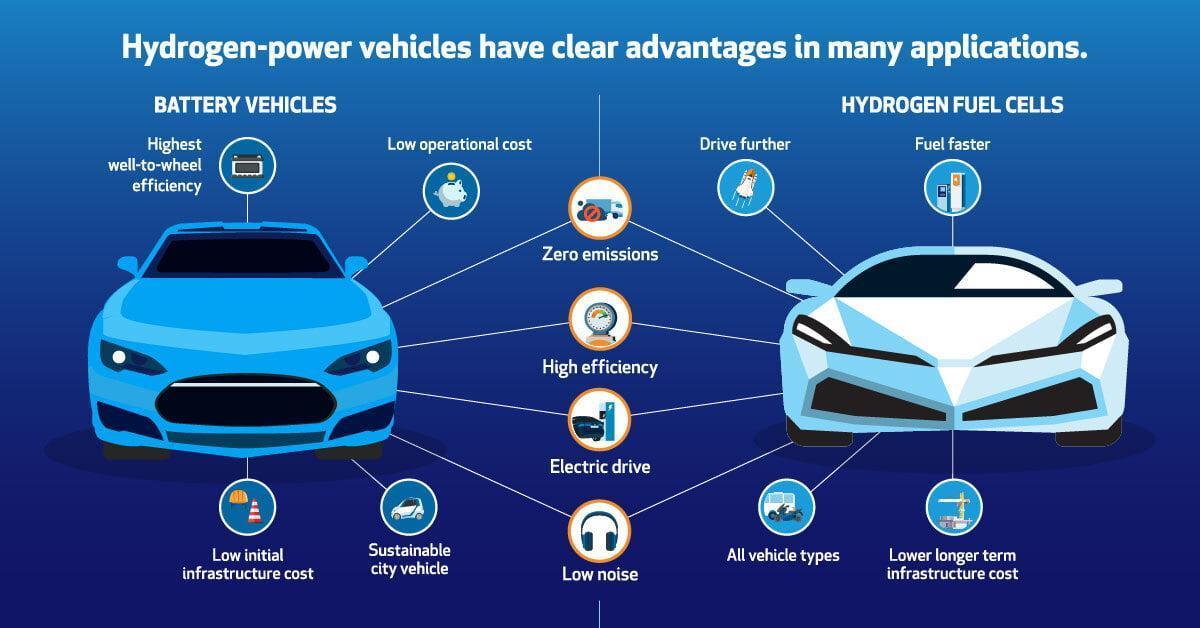 Hydrogen-power vehicles have clear advantages in many applications.
BATTERY VEHICLES
Highest
well-to-wheel
efficiency
Low operational cost
Zero emissions
High efficiency
Electric drive
Low noise
Low initial
infrastructure cost
Sustainable
city vehicle
HYDROGEN FUEL CELLS
Drive further
Fuel faster
All vehicle types
Lower longer term
infrastructure cost